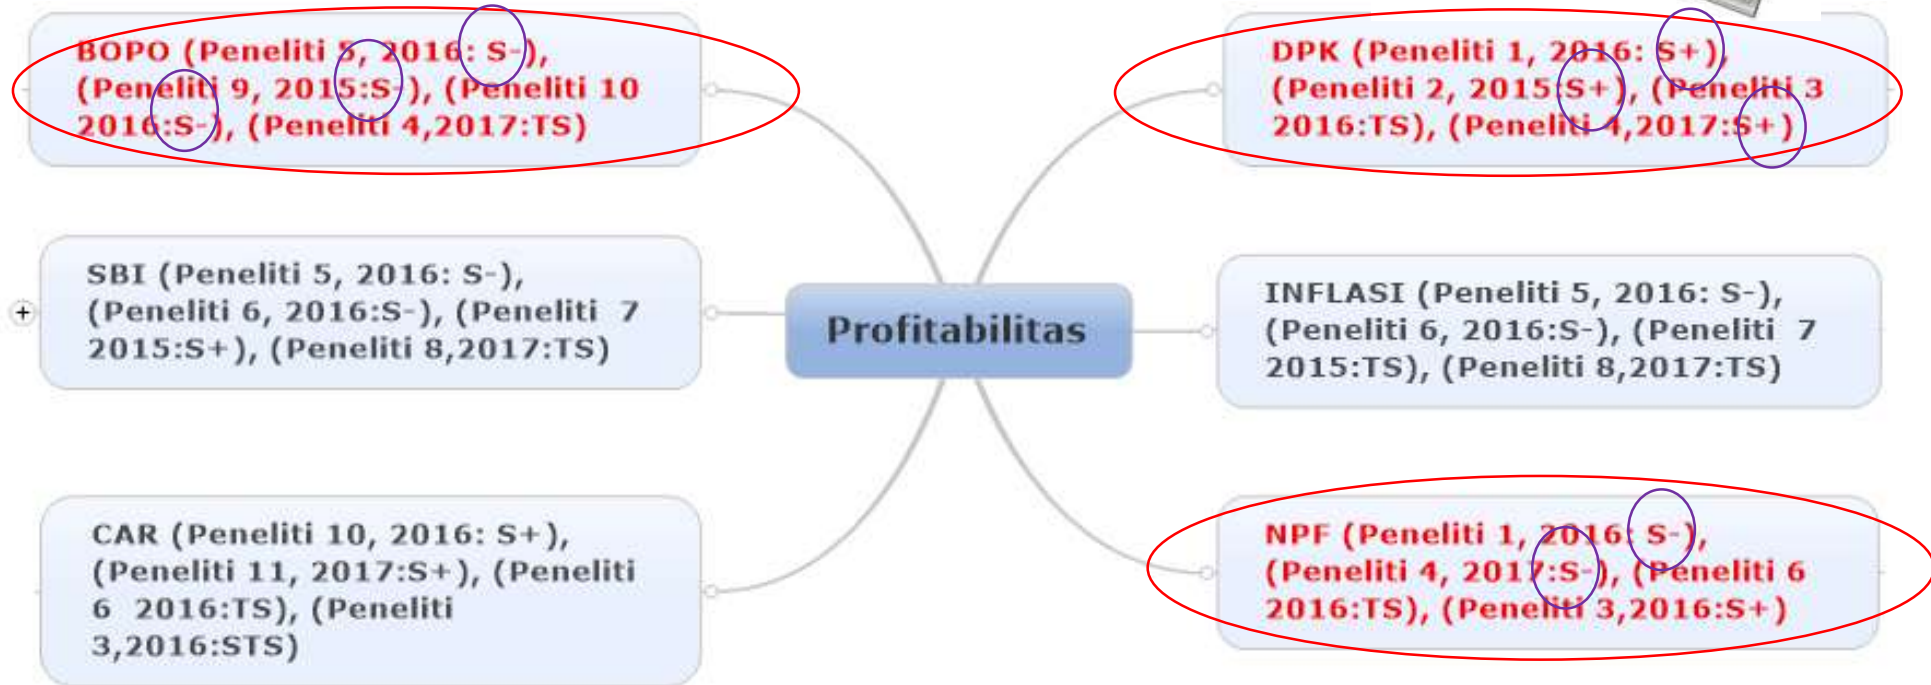 BOPO (Peneliti 5, 2016: S-),
(Peneliti 9, 2015:S-), (Peneliti 10
2016:S-), (Peneliti 4,2017:TS)
SBI (Peneliti 5, 2016: S-),
(Peneliti 6, 2016:S-), (Peneliti 7
2015:S+), (Peneliti 8,2017:TS)
CAR (Peneliti 10, 2016: S+),
(Peneliti 11, 2017:S+), (Peneliti
6 2016:TS), (Peneliti
3,2016:STS)
Profitabilitas
DPK (Peneliti 1, 2016: S+),
(Peneliti 2, 2015:S+), (Peneliti 3
2016:TS), (Peneliti 4,2017:S+)
INFLASI (Peneliti 5, 2016: S-),
(Peneliti 6, 2016:S-), (Peneliti 7
2015:TS), (Peneliti 8,2017:TS)
NPF (Peneliti 1, 2016: S-),
(Peneliti 4, 2017:S-), (Peneliti 6
2016:TS), (Peneliti 3,2016:S+)